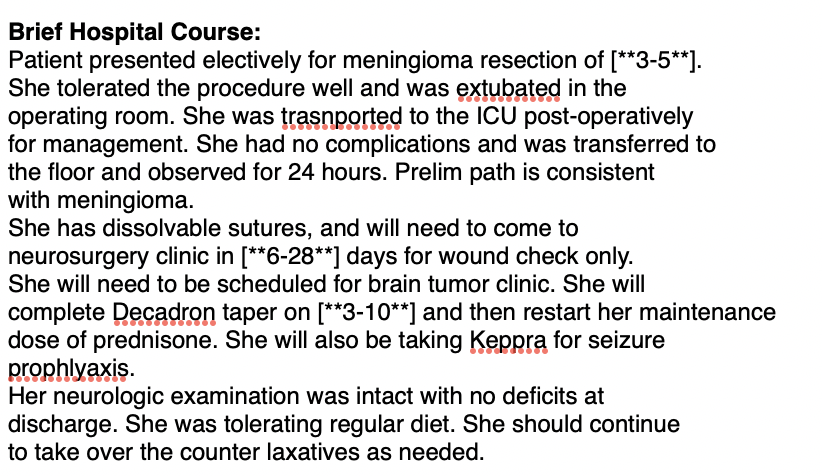 Brief Hospital Course:
Patient presented electively for meningioma resection of [**3-5**].
She tolerated the procedure well and was extubated in the
operating room. She was trasnported to the ICU post-operatively
for management. She had no complications and was transferred to
the floor and observed for 24 hours. Prelim path is consistent
with meningioma.
She has dissolvable sutures, and will need to come to
neurosurgery clinic in [**6-28**] days for wound check only.
She will need to be scheduled for brain tumor clinic. She will
complete Decadron taper on [**3-10**] and then restart her maintenance
dose of prednisone. She will also be taking Keppra for seizure
prophlyaxis.
Her neurologic examination was intact with no deficits at
discharge. She was tolerating regular diet. She should continue
to take over the counter laxatives as needed.